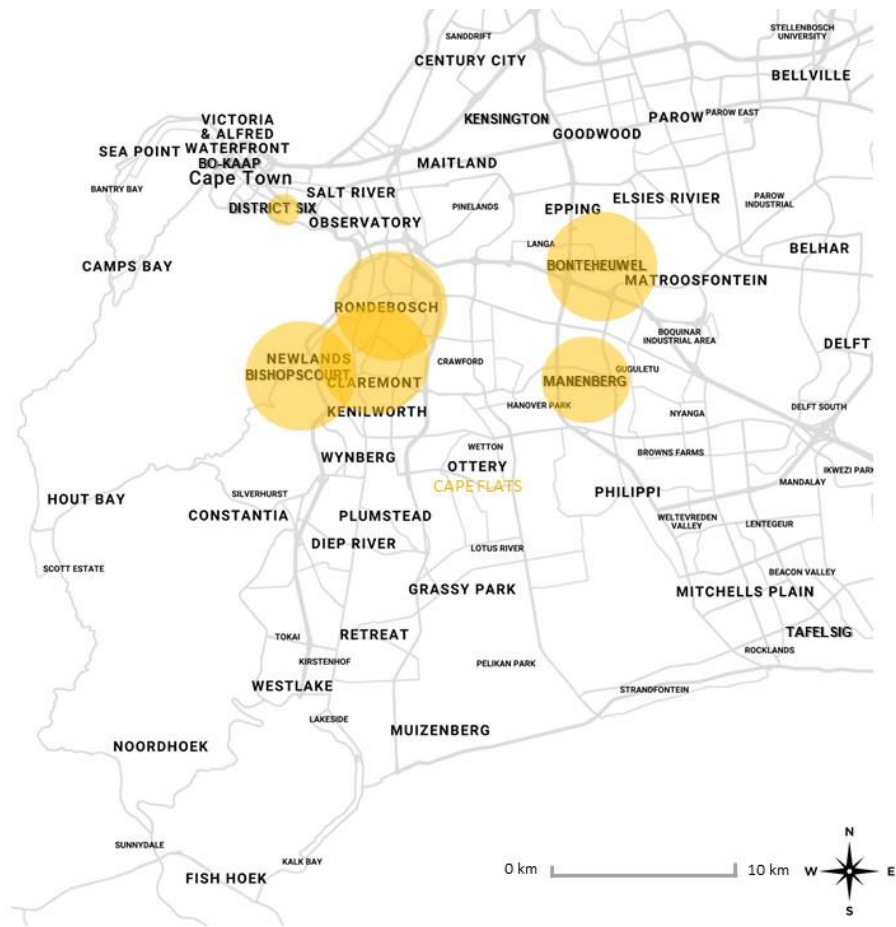 STELLENBOSCH
UNIVERSITY
SANDDRIFT
CENTURY CITY
BELLVILLE
VICTORIA
& ALFRED
WATERFRONT
KENSINGTON
PAROW
PAROW EAST
GOODWOOD
SEA POINT
BO-KAAP
MAITLAND
Cape Town
BANTRY BAY
SALT RIVER
ELSIES RIVIER
PAROW
INDUSTRIAL
DISTRICT SIX
PINELANDS
EPPING
OBSERVATORY
LANGA
BELHAR
CAMPS BAY
BONTEHEUWEL
MATROOSFONTEIN
RONDEBOSCH
BOQUINAR
INDUSTRIAL AREA
DELFT
NEWLANDS
BISHOPSCOURT
CRAWFORD
GUGULETU
CLAREMONT
MANENBERG
KENILWORTH
HANOVER PARK
NYANGA
DELFT SOUTH
WETTON
BROWNS FARMS
WYNBERG
OTTERY
IKWEZI PARK
CAPE FLATS
MANDALAY
HOUT BAY
SILVERHURST
PHILIPPI
CONSTANTIA
PLUMSTEAD
WELTEVREDEN
VALLEY
LENTEGEUR
DIEP RIVER
LOTUS RIVER
SCOTT ESTATE
BEACON VALLEY
GRASSY PARK
MITCHELLS PLAIN
TOKAI
RETREAT
TAFELSIG
ROCKLANDS
KIRSTENHOF
PELIKAN PARK
WESTLAKE
STRANDFONTEIN
LAKESIDE
MUIZENBERG
NOORDHOEK
SUNNYDALE
KALK BAY
FISH HOEK
0 km
10 km
N
W
E
S